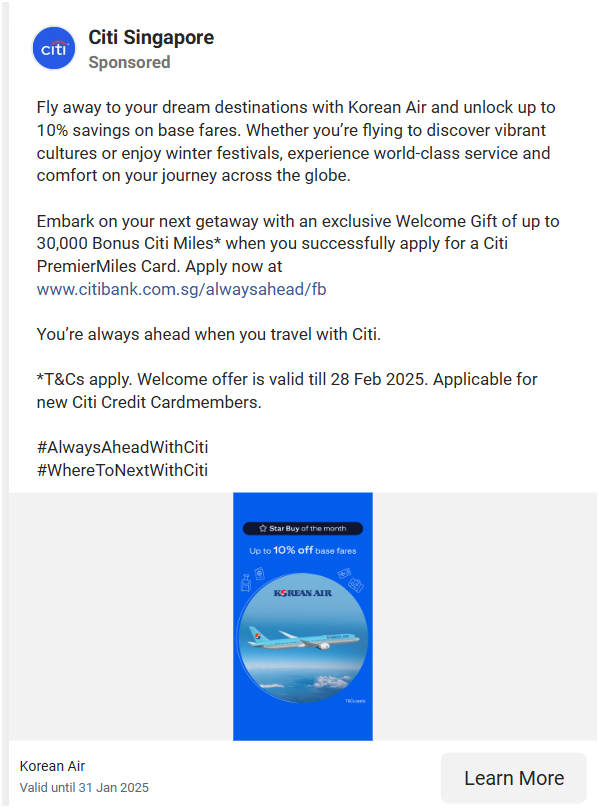 citi
Citi Singapore
Sponsored
Fly away to your dream destinations with Korean Air and unlock up to
10% savings on base fares. Whether you’re flying to discover vibrant
cultures or enjoy winter festivals, experience world-class service and
comfort on your journey across the globe.
Embark on your next getaway with an exclusive Welcome Gift of up to
30,000 Bonus Citi Miles* when you successfully apply for a Citi
PremierMiles Card. Apply now at
www.citibank.com.sg/alwaysahead/fb
You’re always ahead when you travel with Citi.
*T&Cs apply. Welcome offer is valid till 28 Feb 2025. Applicable for
new Citi Credit Cardmembers.
#AlwaysAheadWithCiti
#WhereToNextWithCiti
Star Buy of the month
Up to 10% off base fares
KOREAN AIR
KOREAN AIR
T&Cs apply
Korean Air
Valid until 31 Jan 2025
Learn More